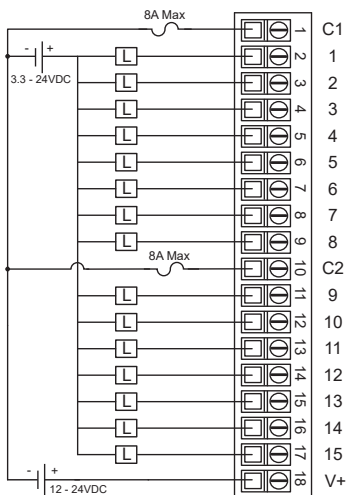 8A Max
1 C1
- +
L 2 1
3.3 - 24VDC
L 3 2
L 4 3
L 5 4
L 6 5
L 7 6
L 8 7
L 9 8
8A Max
10 C2
L 11 9
L 12 10
L 13 11
L 14 12
L 15 13
L 16 14
L 17 15
- +
18 V+
12 - 24VDC